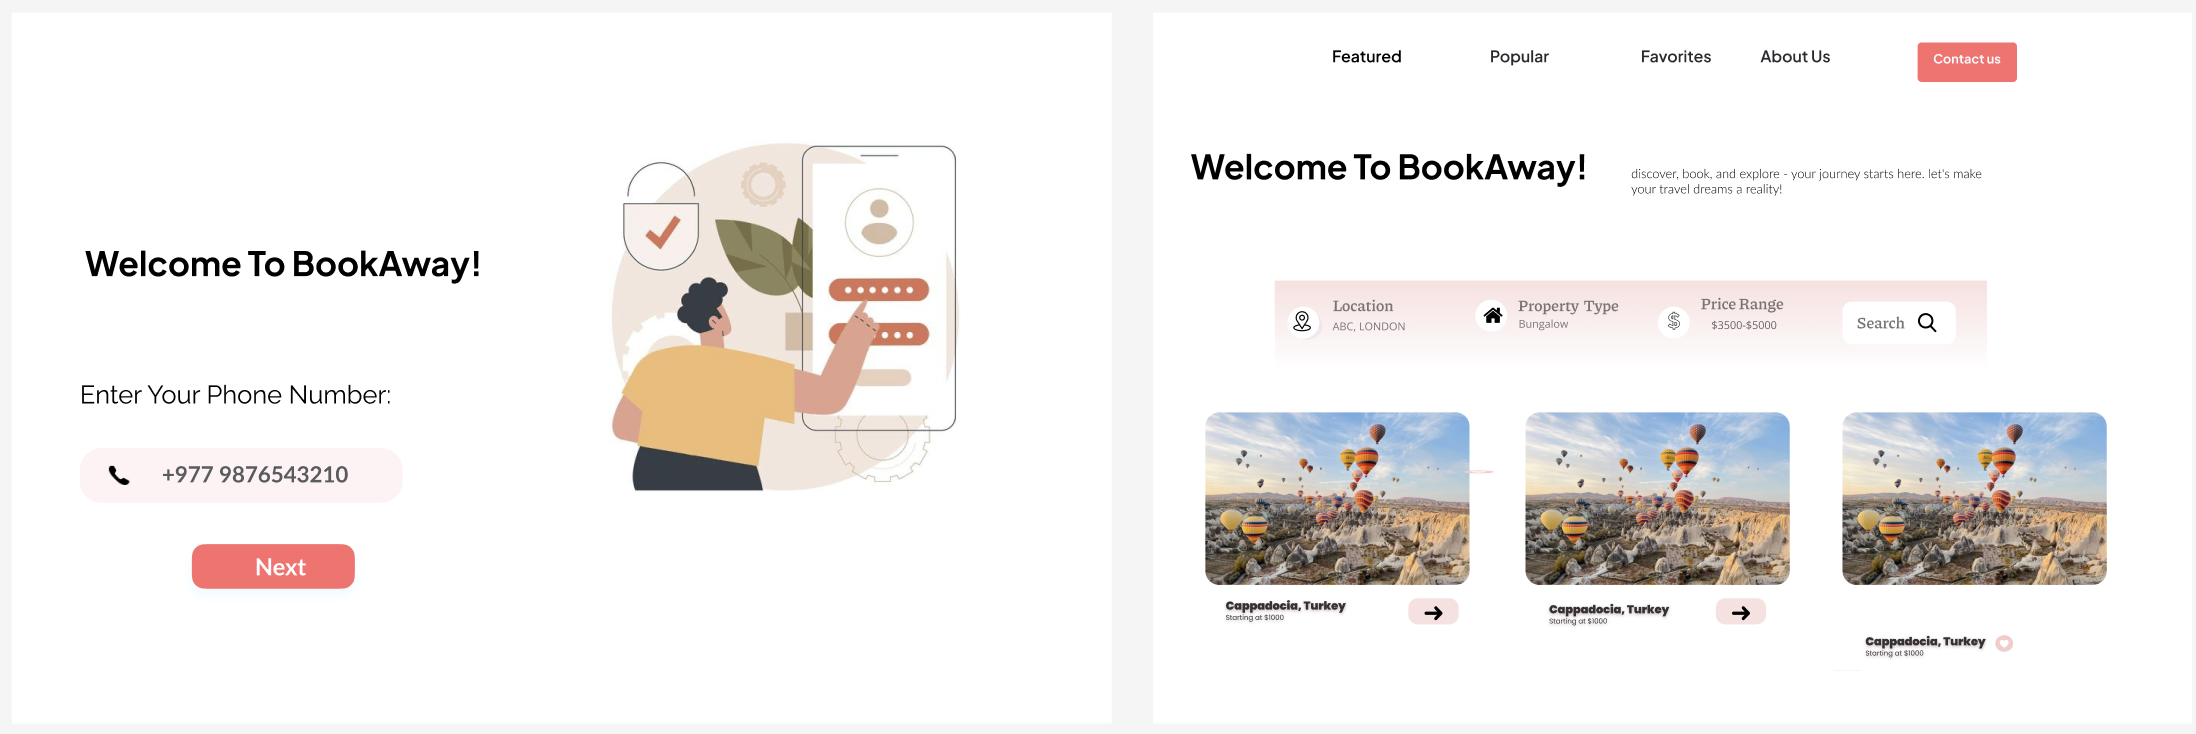 Welcome To BookAway!
Enter Your Phone Number:
+977 9876543210
Next
Featured
Popular
Favorites
About Us
Contact us
Welcome To BookAway!
discover, book, and explore - your journey starts here. let's make
your travel dreams a reality!
Location
ABC, LONDON
Property Type
Bungalow
Price Range
$3500-$5000
Search
Cappadocia, Turkey
Starting at $1000
Cappadocia, Turkey
Starting at $1000
Cappadocia, Turkey
Starting at $1000